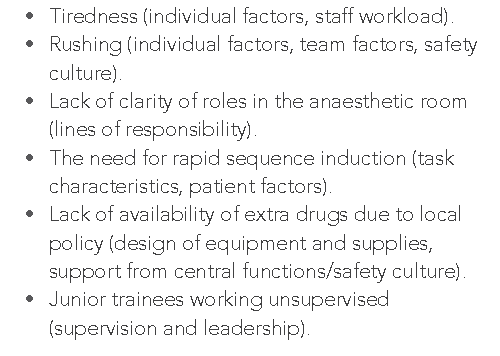 • Tiredness (individual factors, staff workload).
• Rushing (individual factors, team factors, safety
culture).
• Lack of clarity of roles in the anaesthetic room
(lines of responsibility).
• The need for rapid sequence induction (task
characteristics, patient factors).
• Lack of availability of extra drugs due to local
policy (design of equipment and supplies,
support from central functions/safety culture).
• Junior trainees working unsupervised
(supervision and leadership).